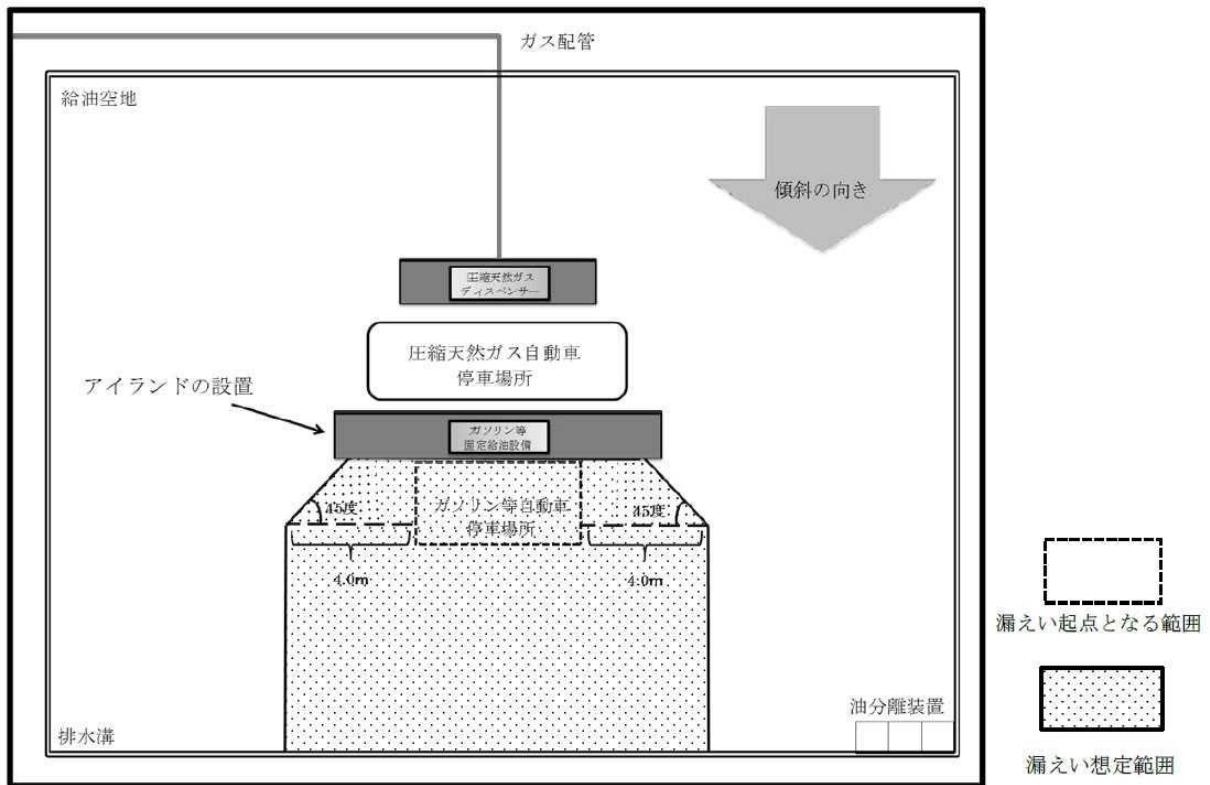 ガス配管
給油空地
傾斜の向き
圧縮天然ガス
ディスペンサー
圧縮天然ガス自動車
停車場所
アイランドの設置
ガソリン等
固定給油設備
ガソリン等自動車
停車場所
45度
45度
4.0m
4.0m
漏えい起点となる範囲
油分離装置
排水溝
漏えい想定範囲